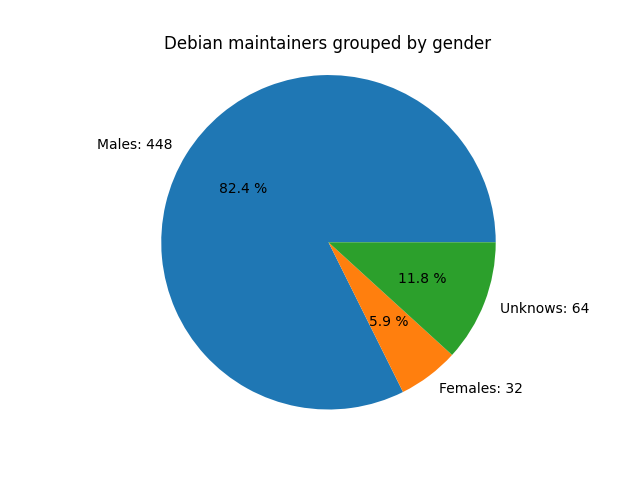 Debian maintainers grouped by gender
Males: 448
82.4 %
11.8 %
Unknows: 64
5.9 %
Females: 32